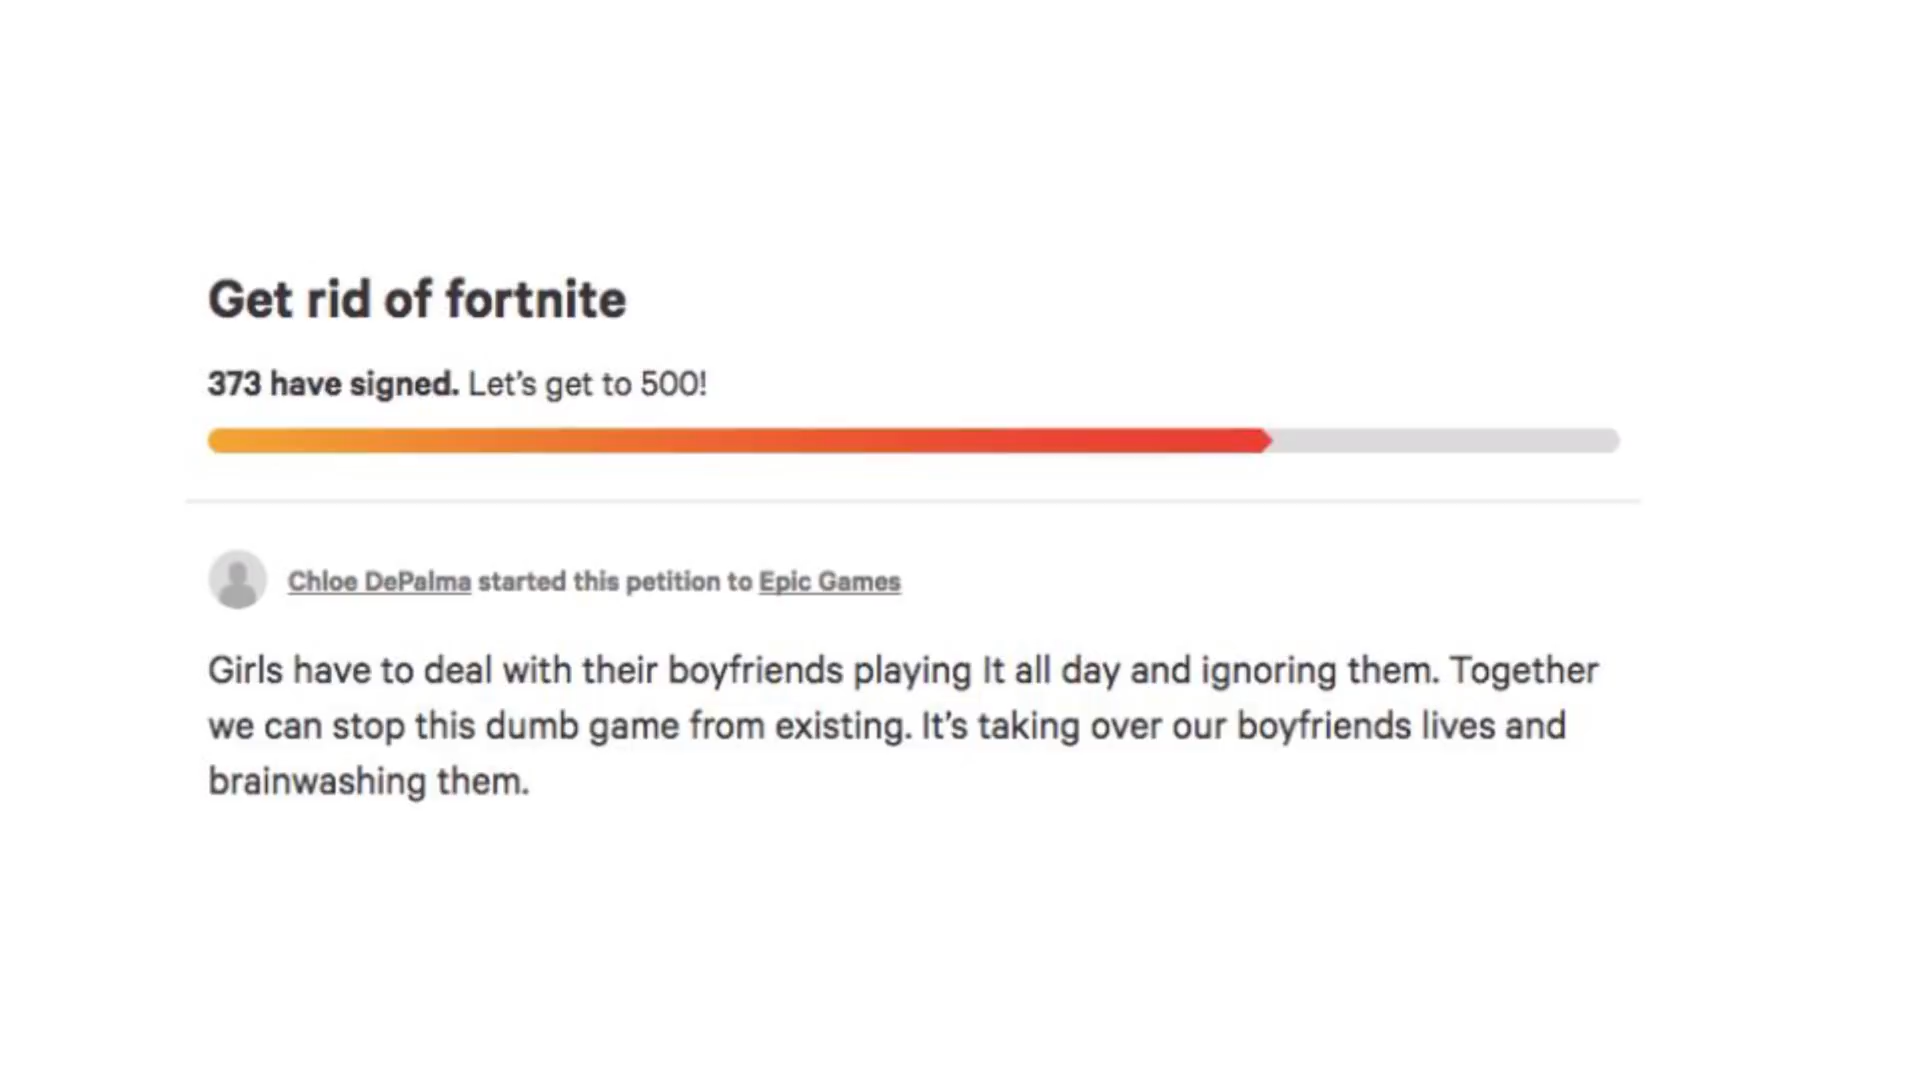 Get rid of fortnite
373 have signed. Let's get to 500!
Chloe DePalma started this petition to Epic Games
Girls have to deal with their boyfriends playing It all day and ignoring them. Together
we can stop this dumb game from existing. It's taking over our boyfriends lives and
brainwashing them.